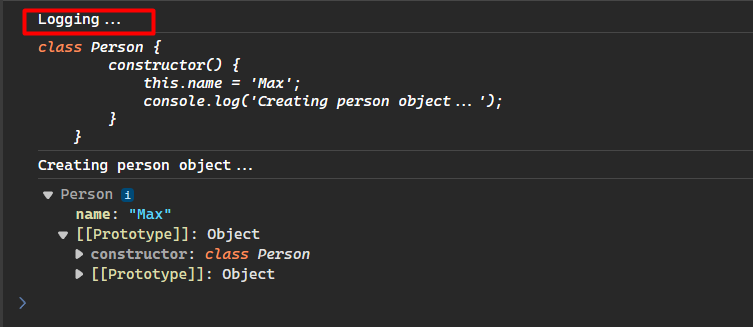 Logging...
class Person {
        constructor() {
            this.name = 'Max';
            console.log('Creating person object...');
        }
    }
Creating person object...
▼ Person i
    name: "Max"
  ▼ [[Prototype]]: Object
    ▶ constructor: class Person
    ▶ [[Prototype]]: Object
>